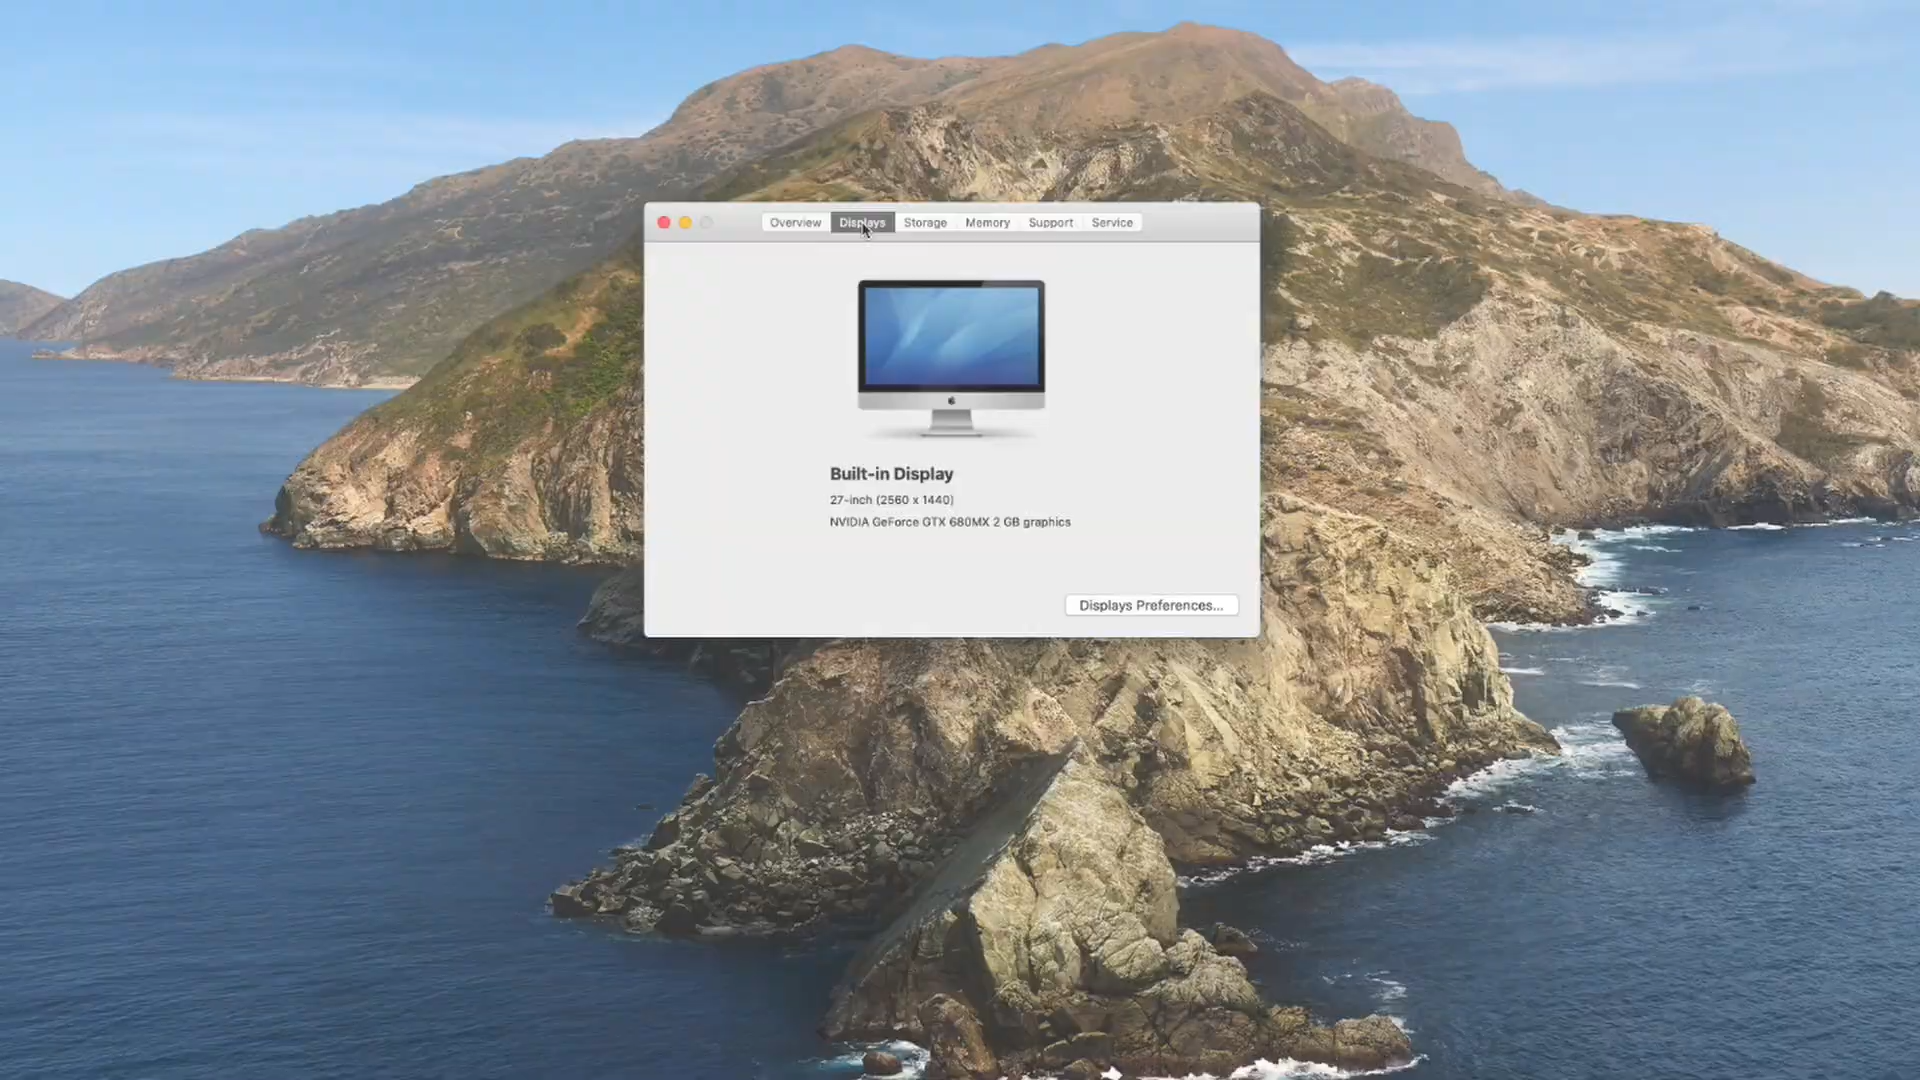 Overview Displays Storage Memory Support Service
Built-in Display
27-inch (2560 x 1440)
NVIDIA GeForce GTX 680MX 2 GB graphics
Displays Preferences...